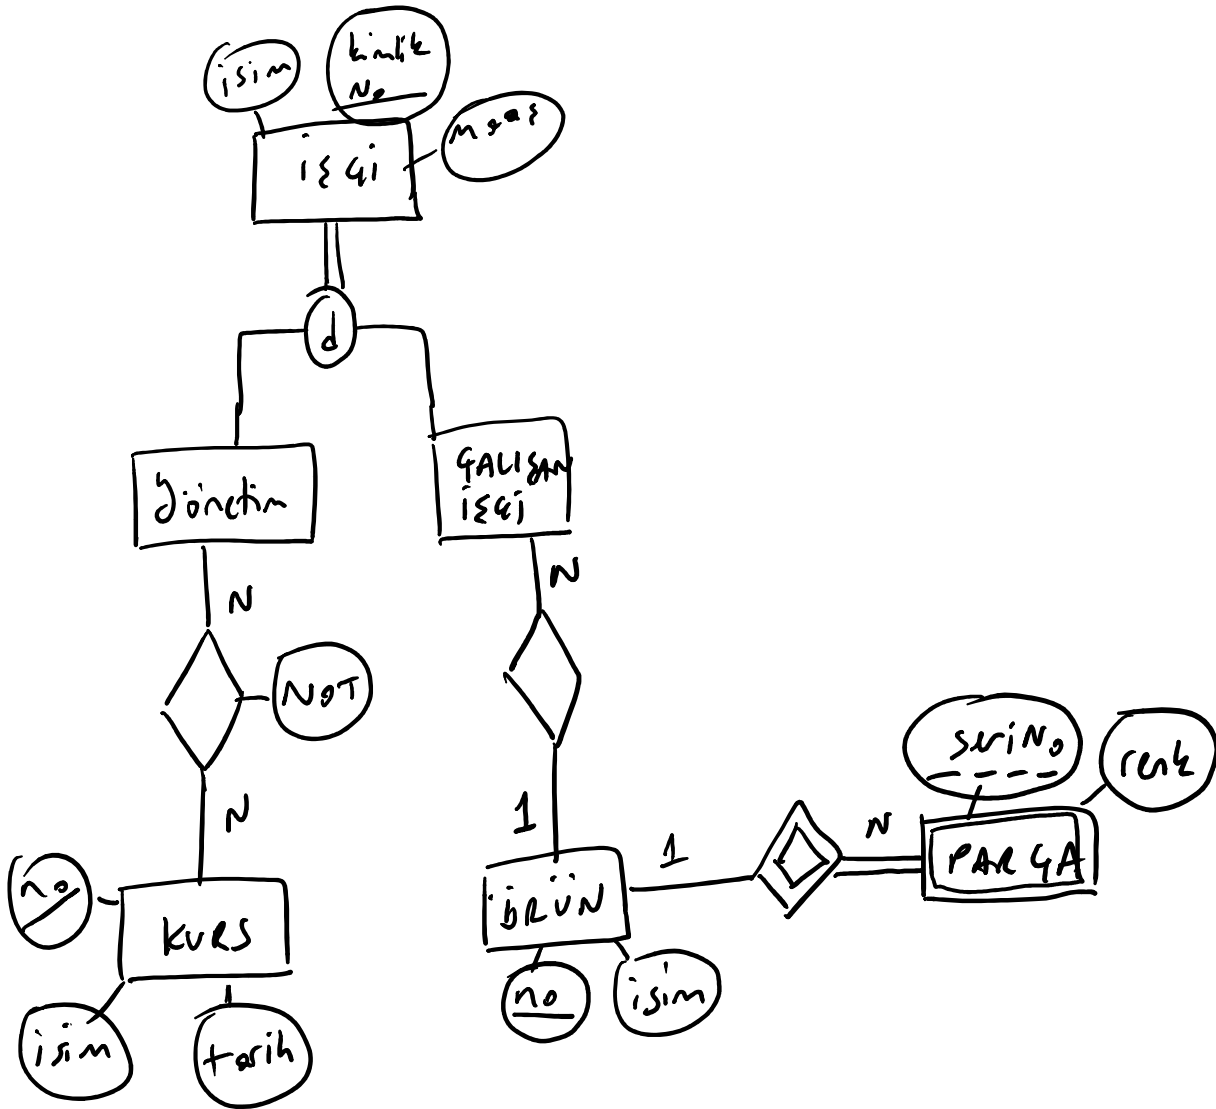 isim
kimlik
No
maaş
işçi
d
Yönetim
ÇALIŞAN
işçi
N
N
NOT
seriNo
renk
N
1
1
N
PARÇA
no
KURS
ÜRÜN
no
isim
isim
tarih